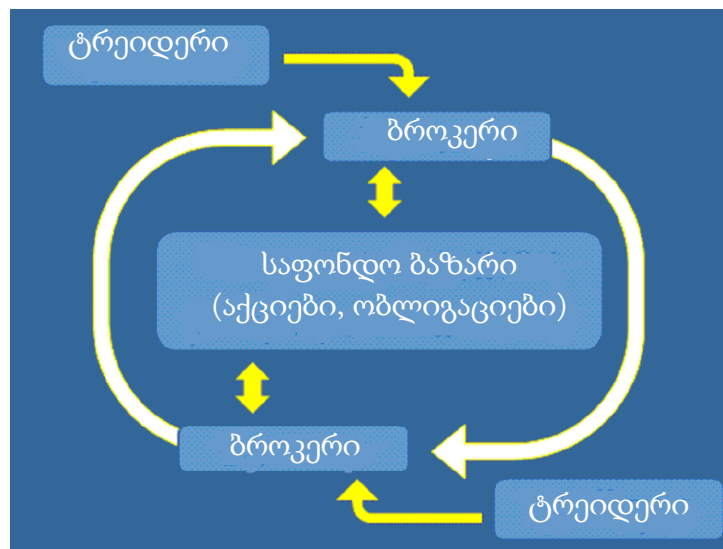 ტრეიდერი
ბროკერი
საფონდო ბაზარი
(აქციები, ობლიგაციები)
ბროკერი
ტრეიდერი